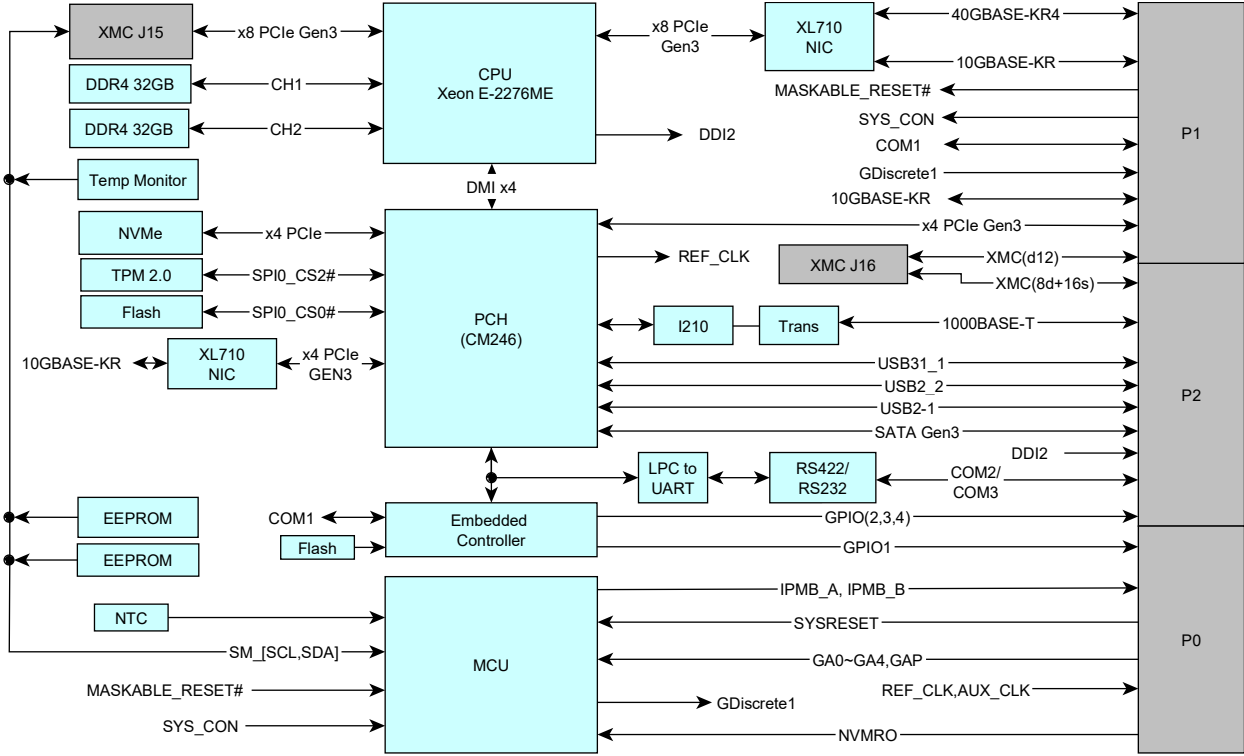 XMC J15
x8 PCIe Gen3
CPU
Xeon E-2276ME
x8 PCIe
Gen3
XL710
NIC
40GBASE-KR4
10GBASE-KR
DDR4 32GB
CH1
MASKABLE_RESET#
DDR4 32GB
CH2
DDI2
SYS_CON
COM1
P1
Temp Monitor
DMI x4
GDiscrete1
10GBASE-KR
NVMe
x4 PCIe
x4 PCIe Gen3
REF_CLK
XMC J16
XMC(d12)
XMC(8d+16s)
TPM 2.0
SPI0_CS2#
Flash
SPI0_CS0#
PCH
(CM246)
I210
Trans
1000BASE-T
10GBASE-KR
XL710
NIC
x4 PCIe
GEN3
USB31_1
USB2_2
USB2-1
SATA Gen3
P2
DDI2
LPC to
UART
RS422/
RS232
COM2/
COM3
EEPROM
COM1
Embedded
Controller
GPIO(2,3,4)
Flash
GPIO1
EEPROM
IPMB_A, IPMB_B
NTC
SYSRESET
SM_[SCL,SDA]
MCU
GA0~GA4,GAP
P0
MASKABLE_RESET#
REF_CLK,AUX_CLK
GDiscrete1
SYS_CON
NVMRO